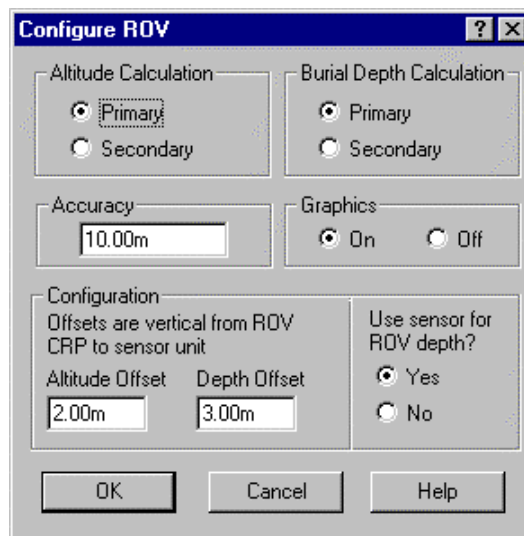 Configure ROV
Altitude Calculation
Primary
Secondary
Burial Depth Calculation
Primary
Secondary
Accuracy
10.00m
Graphics
On Off
Configuration
Offsets are vertical from ROV
CRP to sensor unit
Altitude Offset Depth Offset
2.00m 3.00m
Use sensor for
ROV depth?
Yes
No
OK Cancel Help